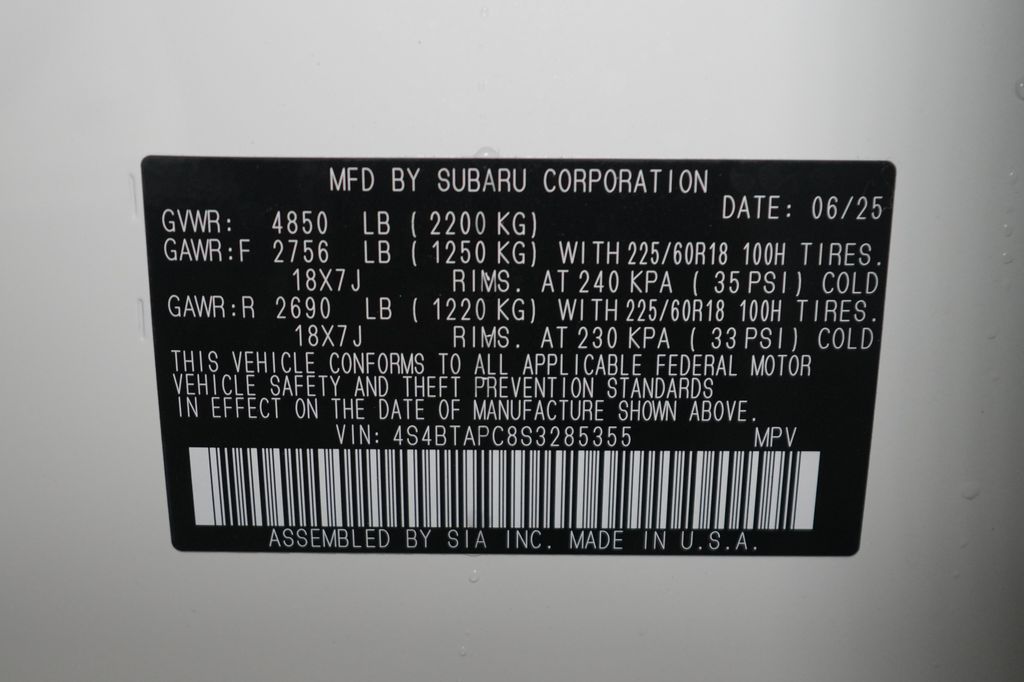 MFD BY SUBARU CORPORATION
DATE: 06/25
GVWR: 4850 LB (2200 KG)
GAWR:F 2756 LB (1250 KG) WITH 225/60R18 100H TIRES.
18X7J RIMS. AT 240 KPA (35 PSI) COLD
GAWR:R 2690 LB (1220 KG) WITH 225/60R18 100H TIRES.
18X7J RIMS. AT 230 KPA (33 PSI) COLD
THIS VEHICLE CONFORMS TO ALL APPLICABLE FEDERAL MOTOR
VEHICLE SAFETY AND THEFT PREVENTION STANDARDS
IN EFFECT ON THE DATE OF MANUFACTURE SHOWN ABOVE.
VIN: 4S4BTAPC8S3285355 MPV
ASSEMBLED BY SIA INC. MADE IN U.S.A.